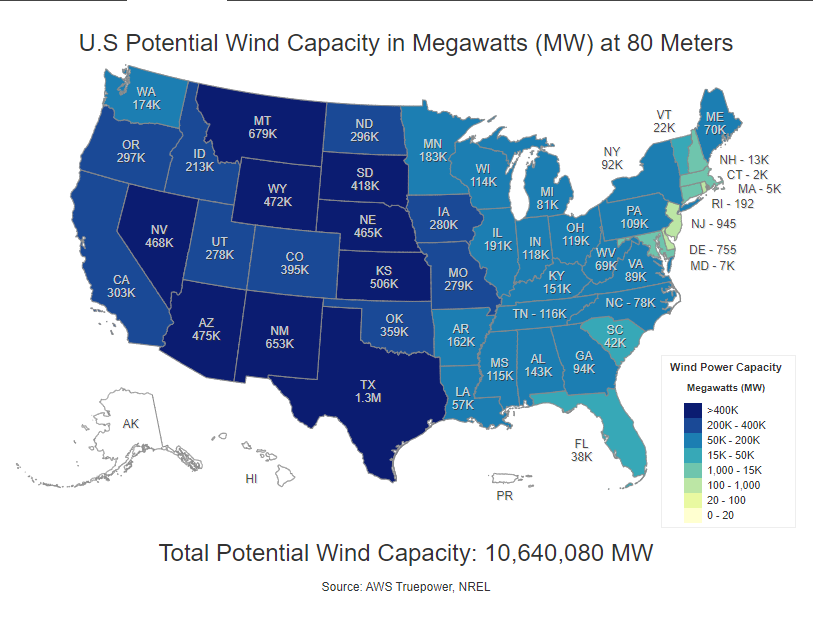 U.S Potential Wind Capacity in Megawatts (MW) at 80 Meters
WA
174K
OR
297K
ID
213K
MT
679K
ND
296K
MN
183K
WI
114K
MI
81K
NY
92K
VT
22K
ME
70K
NH - 13K
CT - 2K
MA - 5K
RI - 192
NJ - 945
DE - 755
MD - 7K
WY
472K
SD
418K
NE
465K
IA
280K
IL
191K
IN
118K
OH
119K
PA
109K
WV
69K
VA
89K
NV
468K
UT
278K
CO
395K
KS
506K
MO
279K
KY
151K
NC - 78K
TN - 116K
SC
42K
CA
303K
AZ
475K
NM
653K
OK
359K
AR
162K
MS
115K
AL
143K
GA
94K
TX
1.3M
LA
57K
FL
38K
AK
HI
PR
Wind Power Capacity
Megawatts (MW)
>400K
200K - 400K
50K - 200K
15K - 50K
1,000 - 15K
100 - 1,000
20 - 100
0 - 20
Total Potential Wind Capacity: 10,640,080 MW
Source: AWS Truepower, NREL